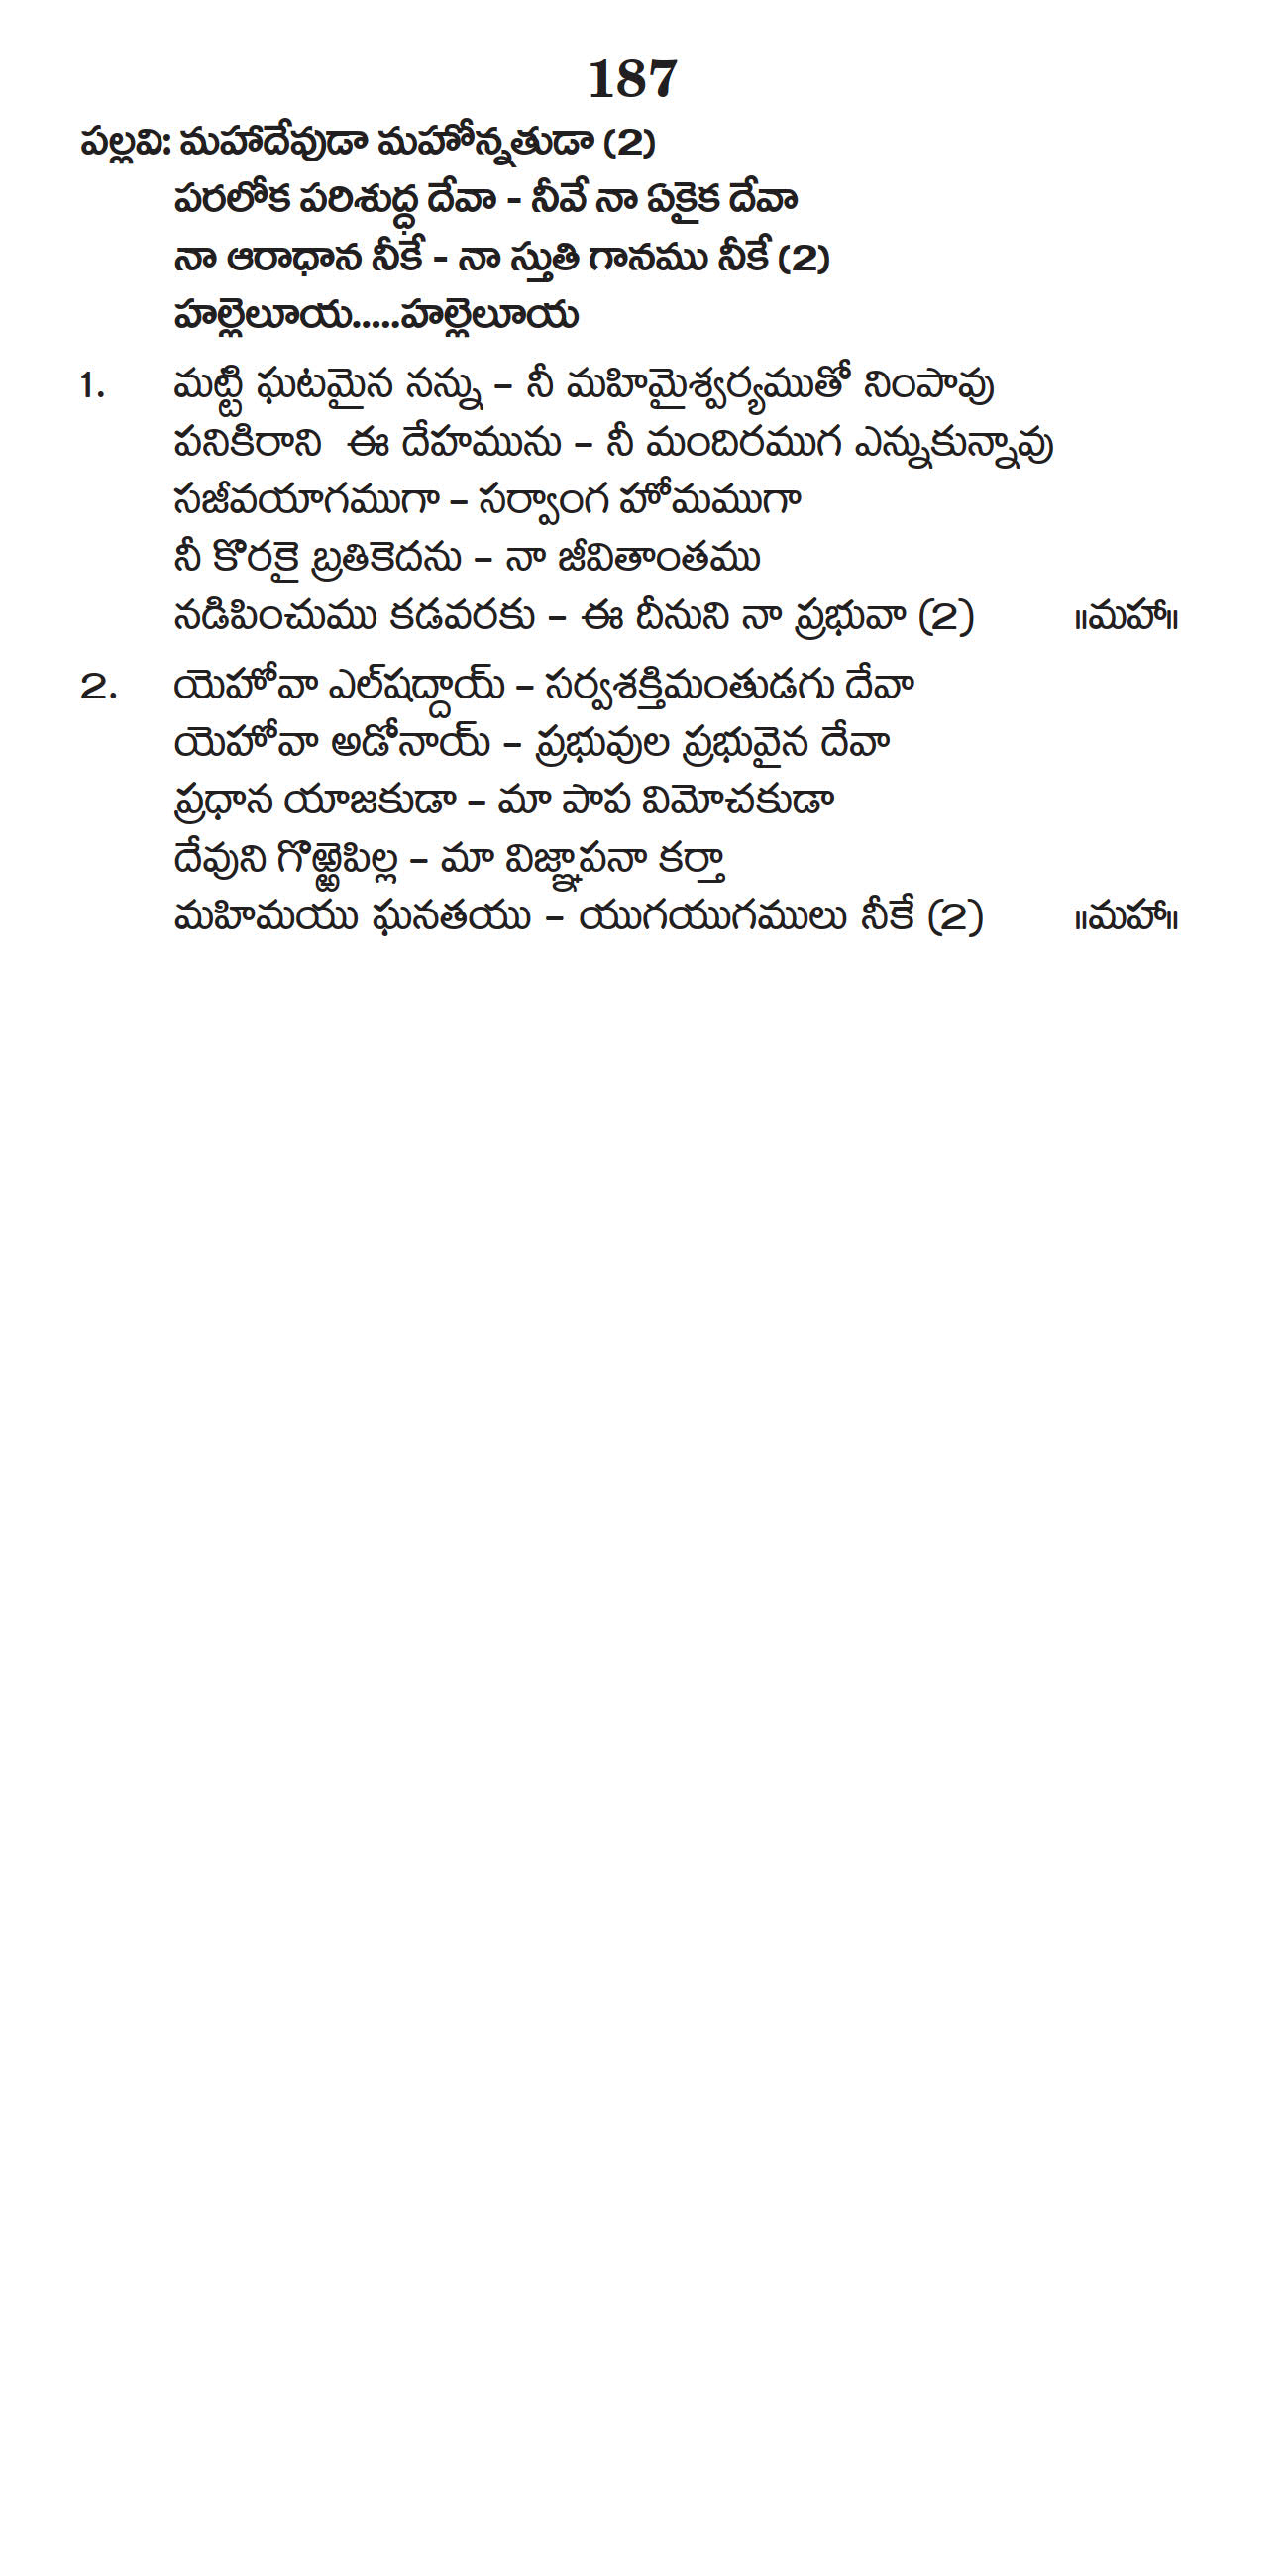 187
పల్లవి: మహాదేవుడా మహోన్నతుడా (2)
పరలోక పరిశుద్ధ దేవా - నీవే నా ఏకైక దేవా
నా ఆరాధాన నీకే - నా స్తుతి గానము నీకే (2)
హల్లెలూయ.....హల్లెలూయ
1. మట్టి ఘటమైన నన్ను – నీ మహిమైశ్వర్యముతో నింపావు
పనికిరాని ఈ దేహమును – నీ మందిరముగ ఎన్నుకున్నావు
సజీవయాగముగా – సర్వాంగ హోమముగా
నీ కొరకై బ్రతికెదను – నా జీవితాంతము
నడిపించుము కడవరకు – ఈ దీనుని నా ప్రభువా (2) ॥మహా॥
2. యెహోవా ఎల్‌షద్దాయ్ – సర్వశక్తిమంతుడగు దేవా
యెహోవా అడోనాయ్ – ప్రభువుల ప్రభువైన దేవా
ప్రధాన యాజకుడా – మా పాప విమోచకుడా
దేవుని గొఱ్ఱెపిల్ల – మా విజ్ఞాపనా కర్తా
మహిమయు ఘనతయు – యుగయుగములు నీకే (2) ॥మహా॥